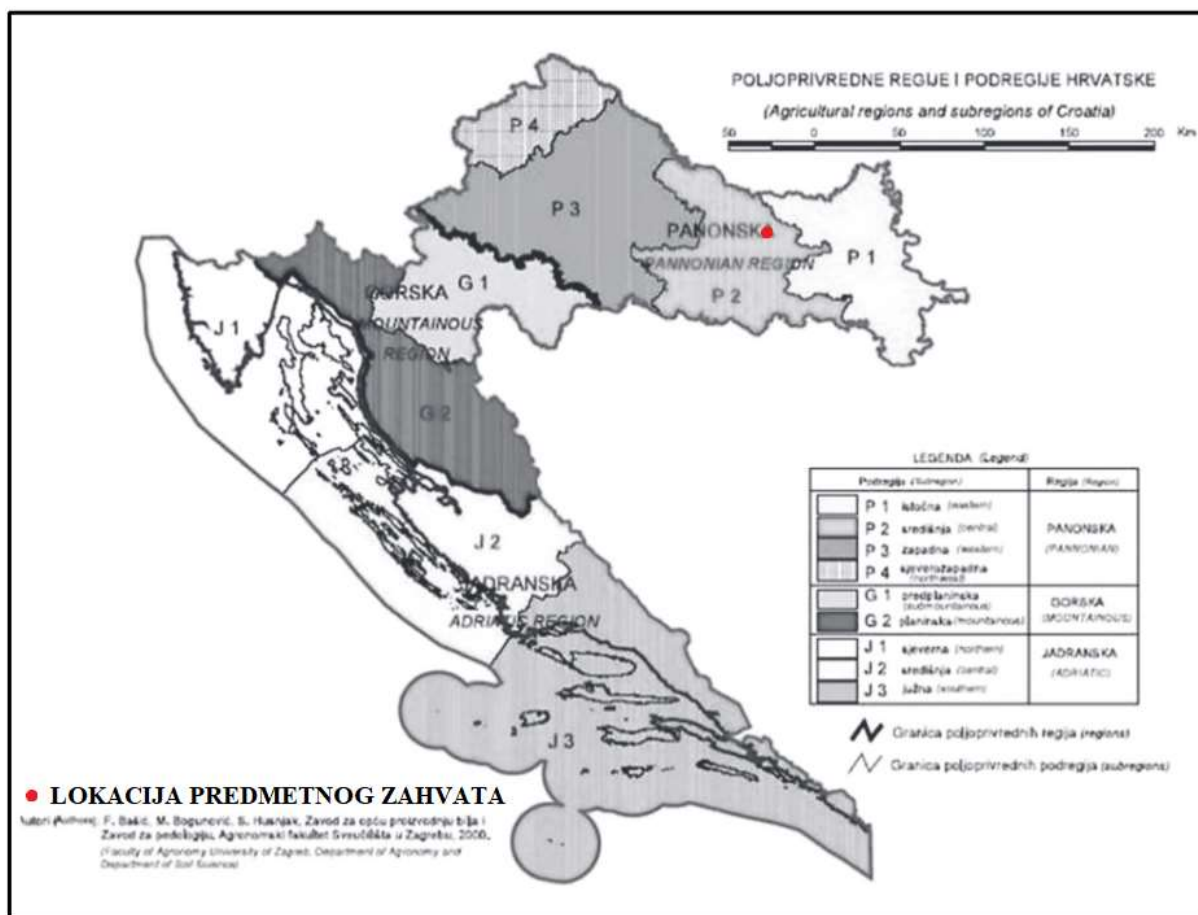 POLJOPRIVREDNE REGIJE I PODREGIJE HRVATSKE
(Agricultural regions and subregions of Croatia)
50 0 50 100 150 200 Km
P 4
P 3
PANONSKA
PANNONIAN REGION
P 2
P 1
G 1
GORSKA
MOUNTAINOUS
REGION
J 1
G 2
J 2
JADRANSKA
ADRIATIC REGION
J 3
LEGENDA (Legend)
Podregija (Subregion) Regija (Region)
P 1 istočna (eastern)
P 2 središnja (central)
P 3 zapadna (western)
P 4 sjeverozapadna
(northwest)
PANONSKA
(PANNONIAN)
G 1 predplaninska
(submountainous)
G 2 planinska (mountainous)
GORSKA
(MOUNTAINOUS)
J 1 sjeverna (northern)
J 2 središnja (central)
J 3 južna (southern)
JADRANSKA
(ADRIATIC)
Granica poljoprivrednih regija (regions)
Granica poljoprivrednih podregija (subregions)
LOKACIJA PREDMETNOG ZAHVATA
(Authors): F. Bašić, M. Bogunović, S. Husnjak, Zavod za opću proizvodnju bilja i
Zavod za pedologiju, Agronomski fakultet Sveučilišta u Zagrebu, 2000.
(Faculty of Agronomy University of Zagreb, Department of Agronomy and
Department of Soil Science)